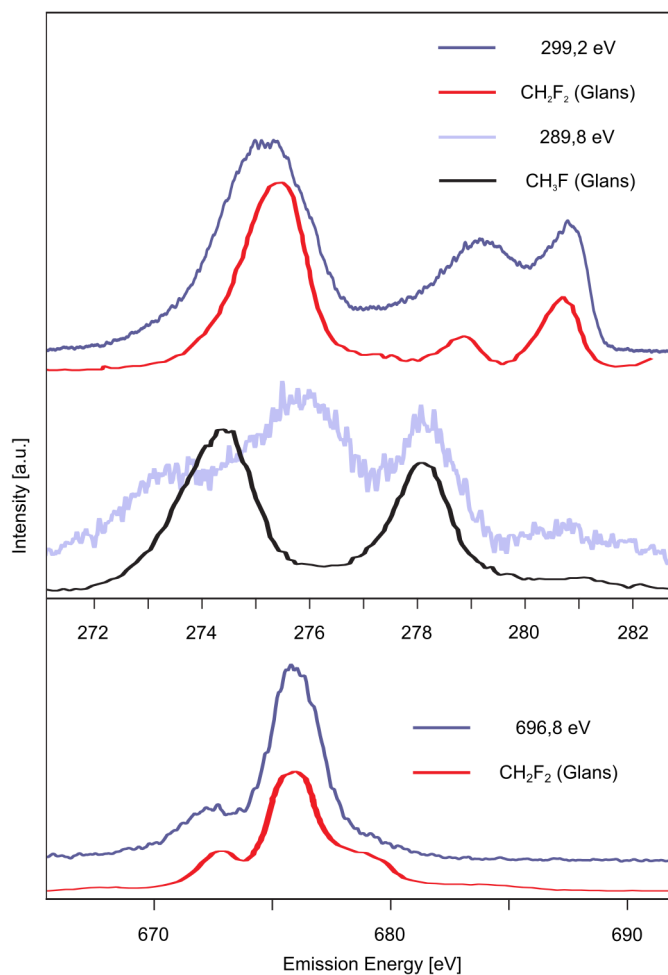 299,2 eV
CH₂F₂ (Glans)
289,8 eV
CH₃F (Glans)
Intensity [a.u.]
272 274 276 278 280 282
696,8 eV
CH₂F₂ (Glans)
670 680 690
Emission Energy [eV]